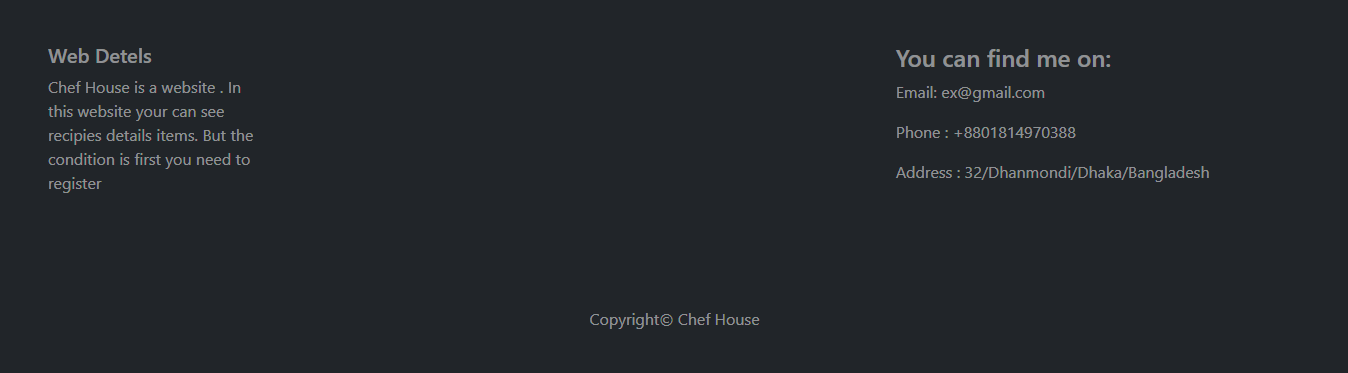 Web Detels
Chef House is a website . In
this website your can see
recipies details items. But the
condition is first you need to
register
You can find me on:
Email: ex@gmail.com
Phone : +8801814970388
Address : 32/Dhanmondi/Dhaka/Bangladesh
Copyright© Chef House